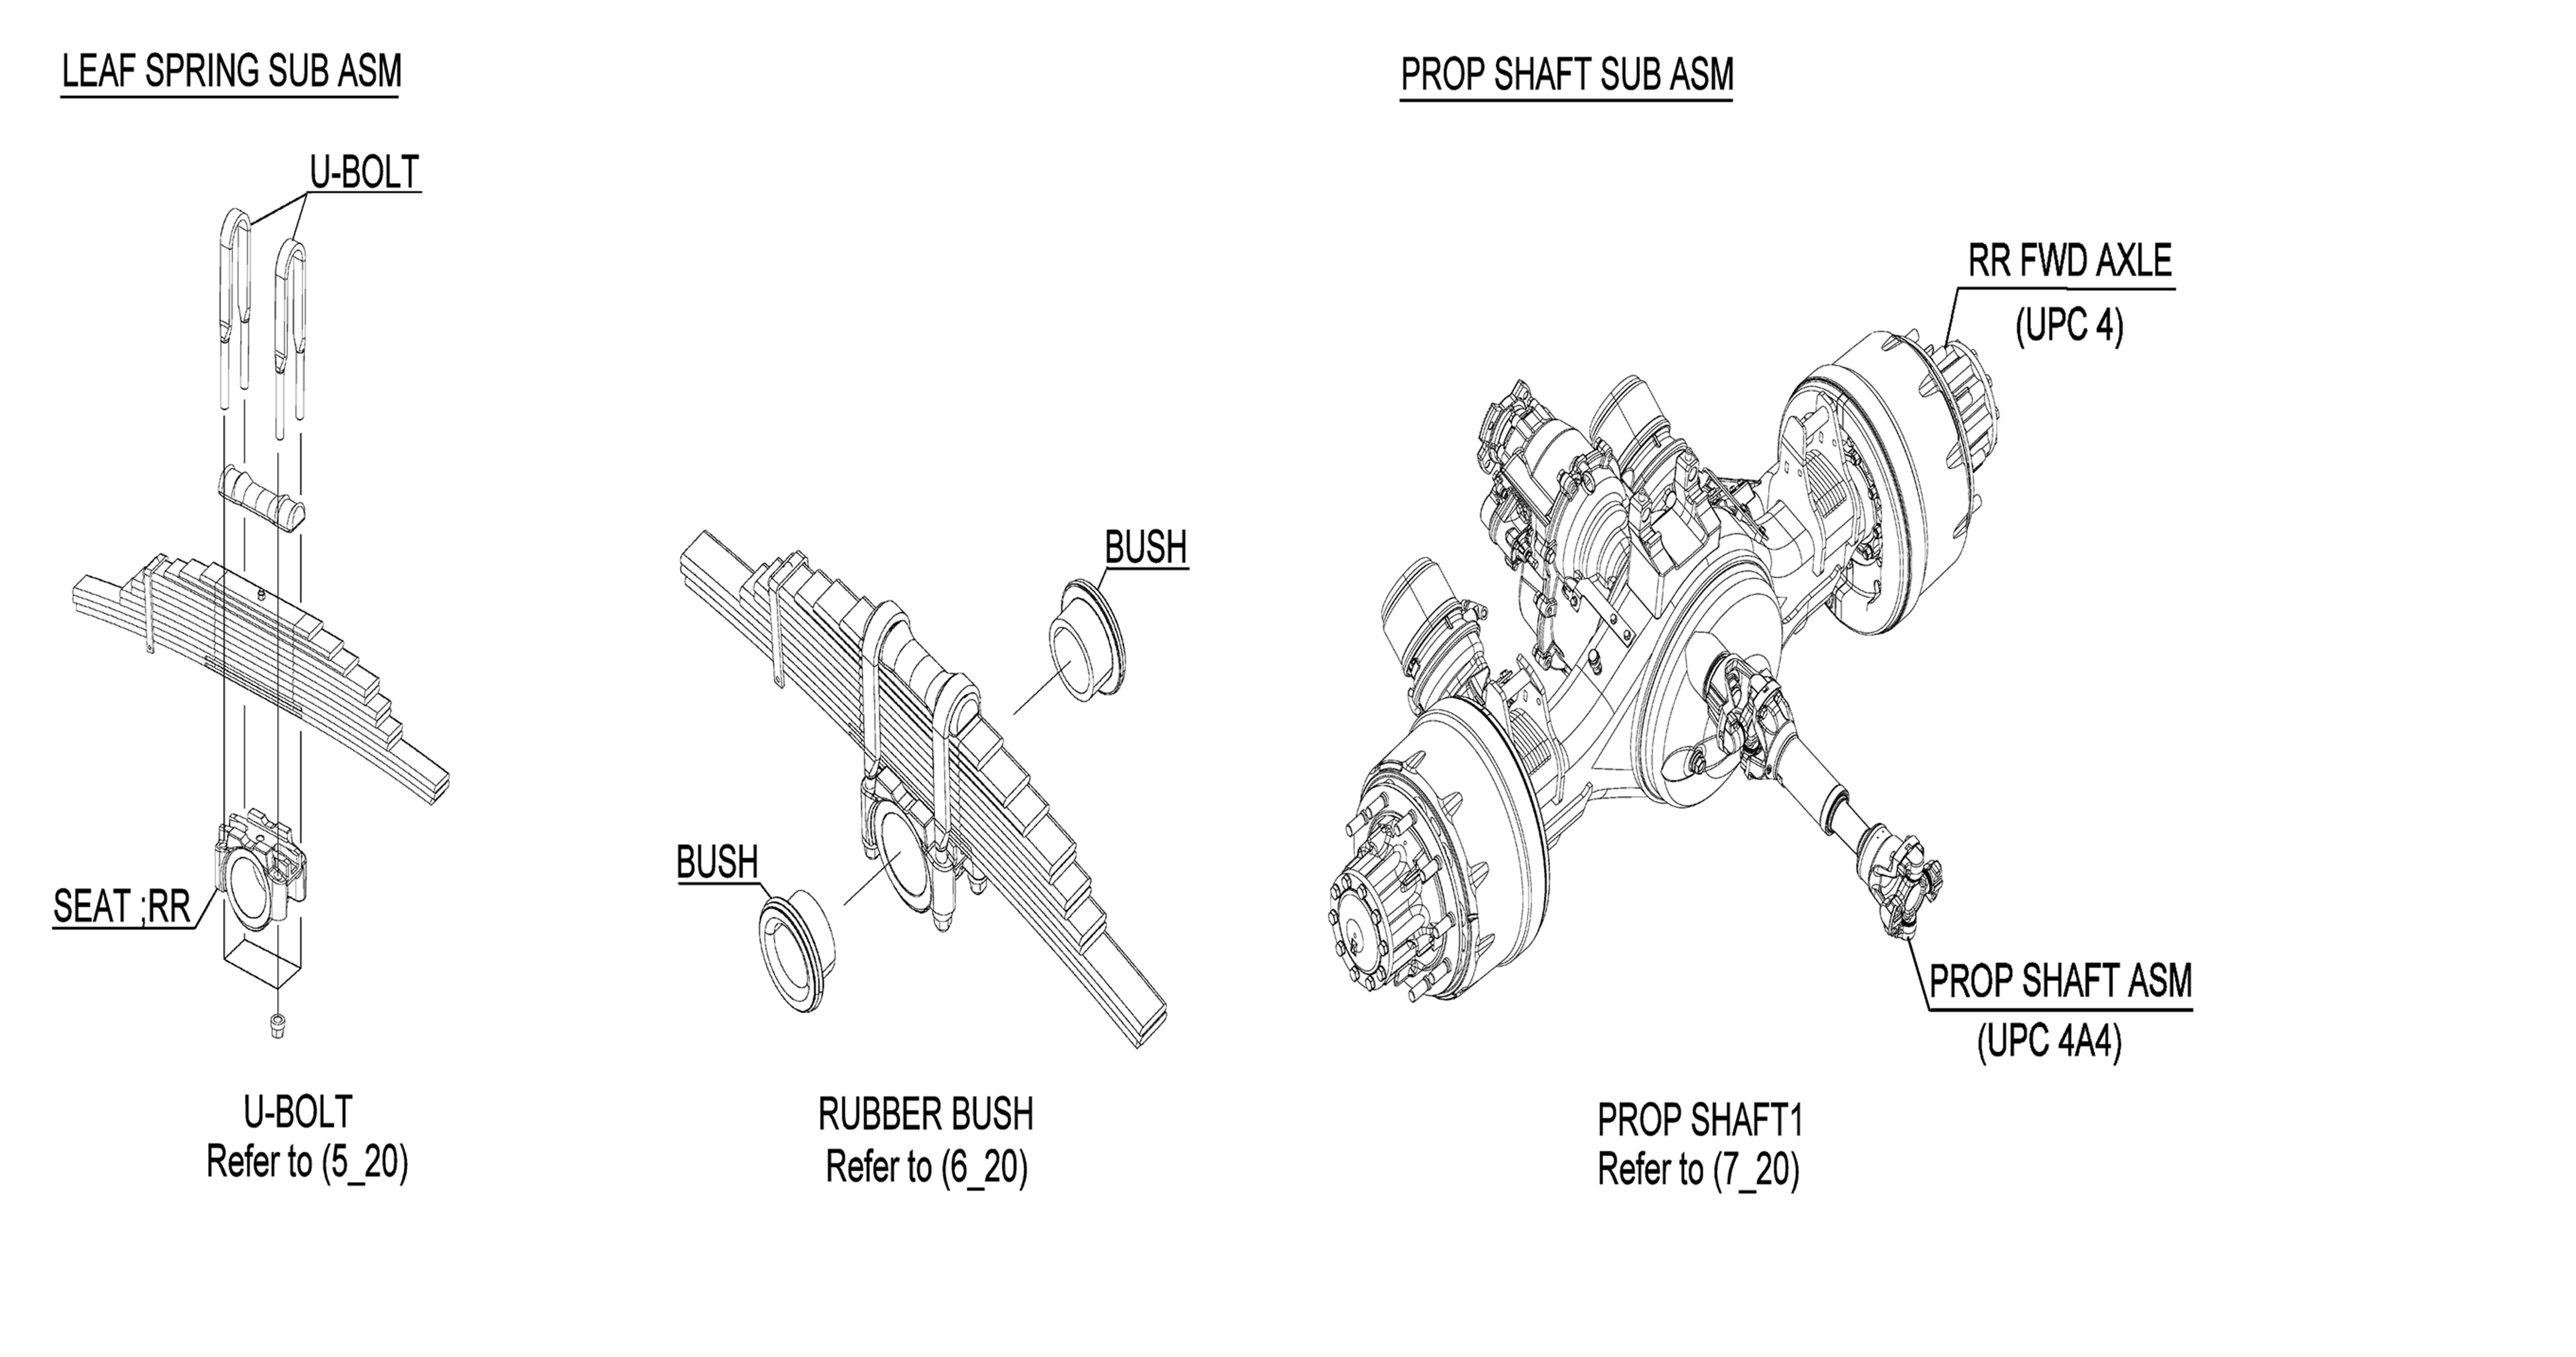 LEAF SPRING SUB ASM
U-BOLT
SEAT ;RR
U-BOLT
Refer to (5_20)
BUSH
BUSH
RUBBER BUSH
Refer to (6_20)
PROP SHAFT SUB ASM
RR FWD AXLE
(UPC 4)
PROP SHAFT ASM
(UPC 4A4)
PROP SHAFT1
Refer to (7_20)